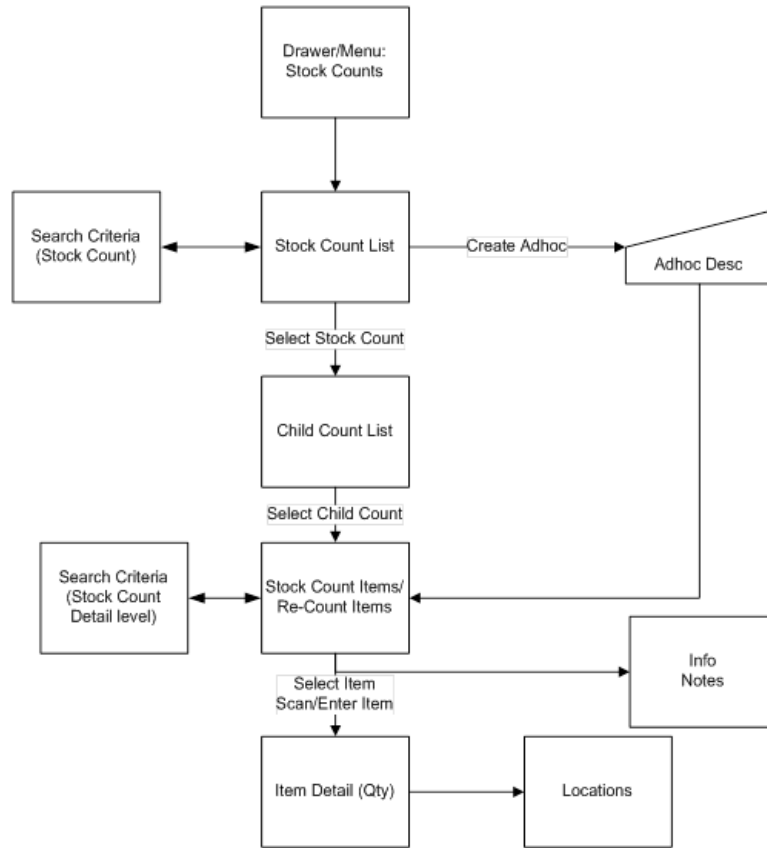 Drawer/Menu:
Stock Counts
Search Criteria
(Stock Count)
Stock Count List
Create Adhoc
Adhoc Desc
Select Stock Count
Child Count List
Select Child Count
Search Criteria
(Stock Count
Detail level)
Stock Count Items/
Re-Count Items
Info
Notes
Select Item
Scan/Enter Item
Item Detail (Qty)
Locations